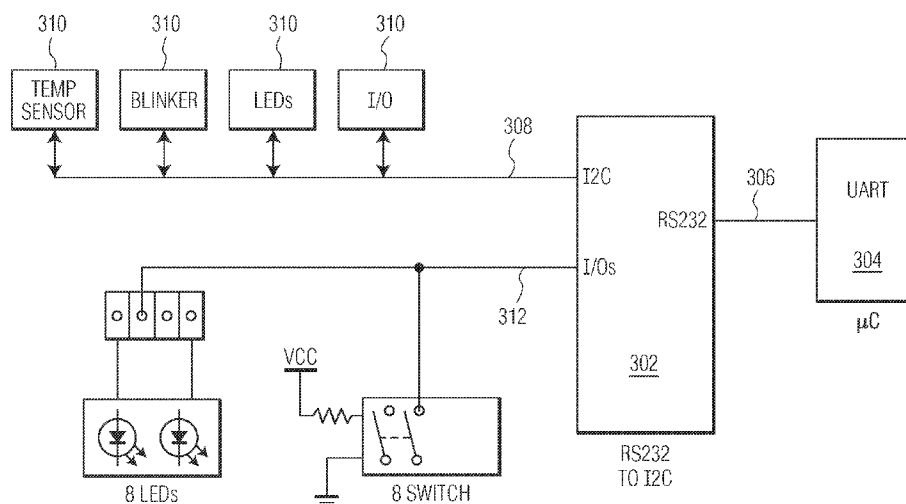 310
310
310
310
TEMP
SENSOR
BLINKER
LEDs
I/O
308
I2C
RS232
306
UART
304
μC
I/Os
312
302
RS232
TO I2C
VCC
8 LEDs
8 SWITCH